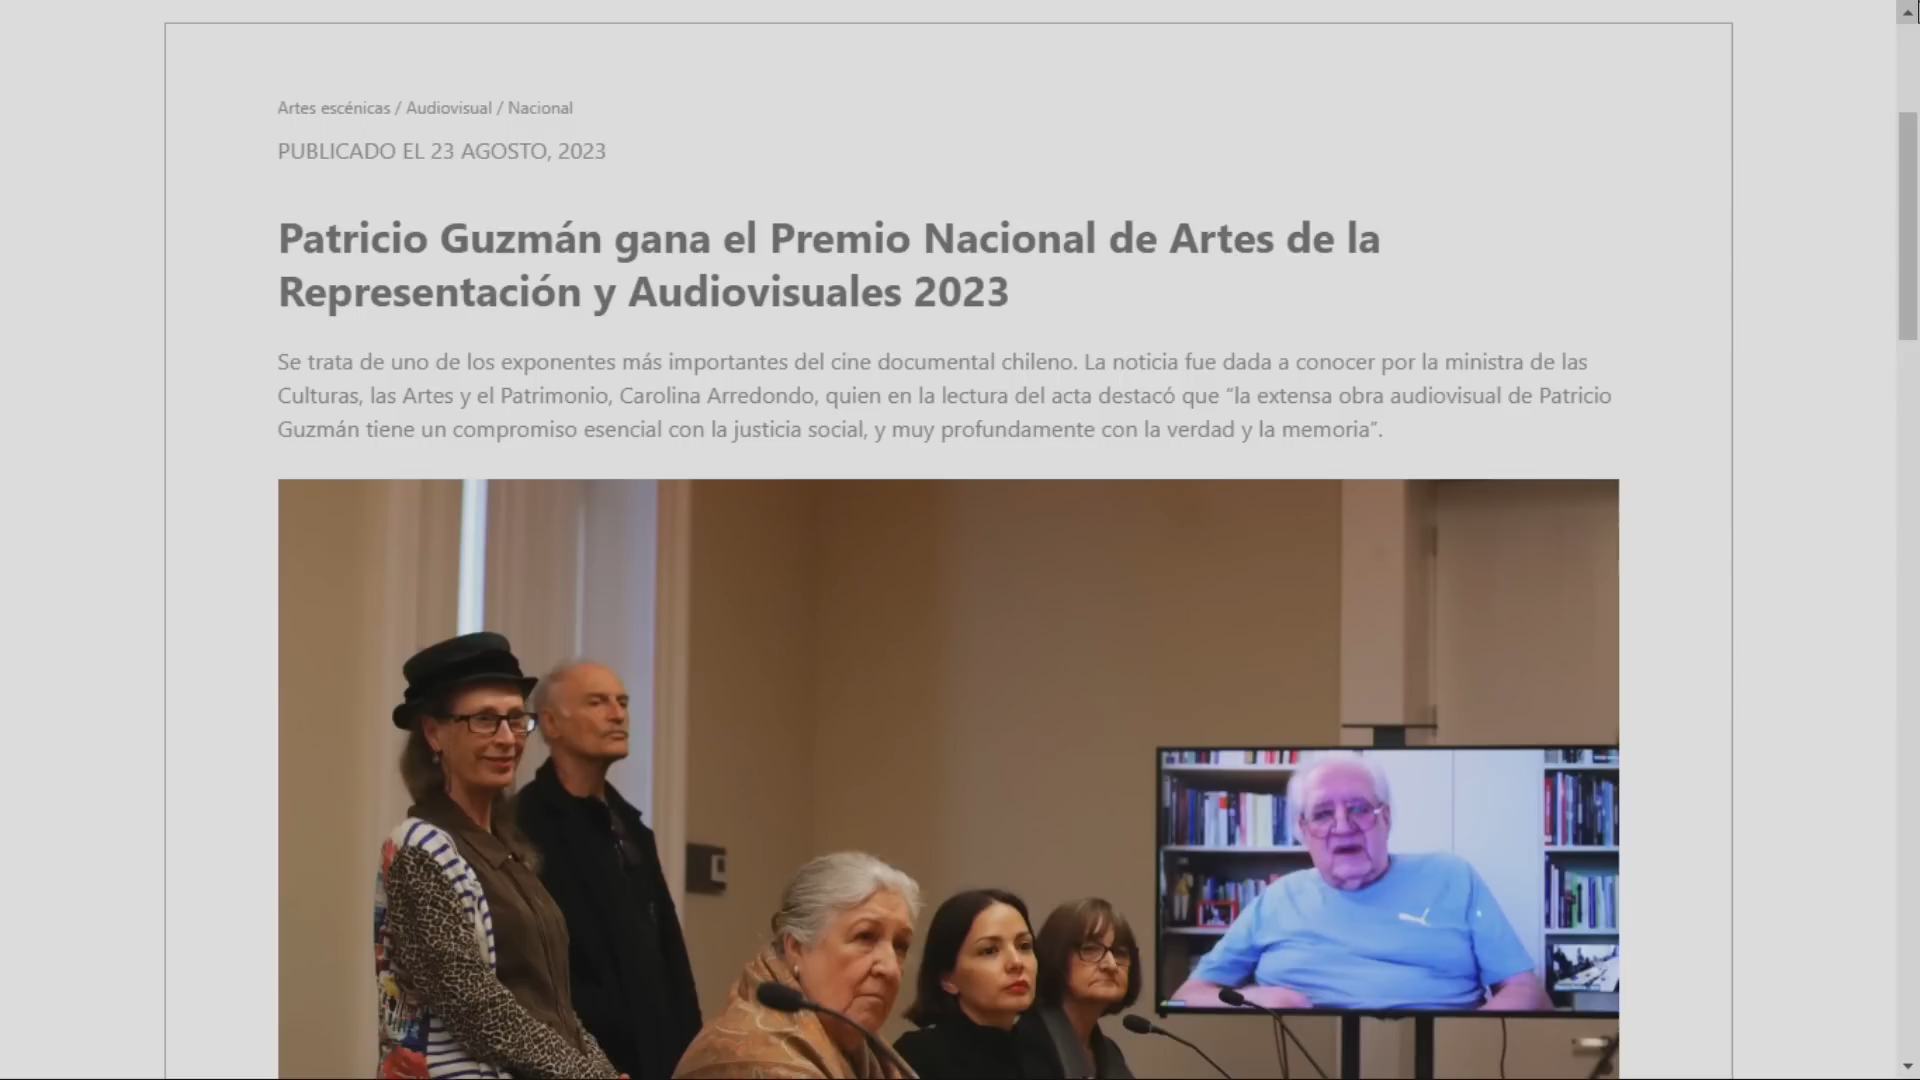 Artes escénicas / Audiovisual / Nacional
PUBLICADO EL 23 AGOSTO, 2023
Patricio Guzmán gana el Premio Nacional de Artes de la
Representación y Audiovisuales 2023
Se trata de uno de los exponentes más importantes del cine documental chileno. La noticia fue dada a conocer por la ministra de las
Culturas, las Artes y el Patrimonio, Carolina Arredondo, quien en la lectura del acta destacó que “la extensa obra audiovisual de Patricio
Guzmán tiene un compromiso esencial con la justicia social, y muy profundamente con la verdad y la memoria”.